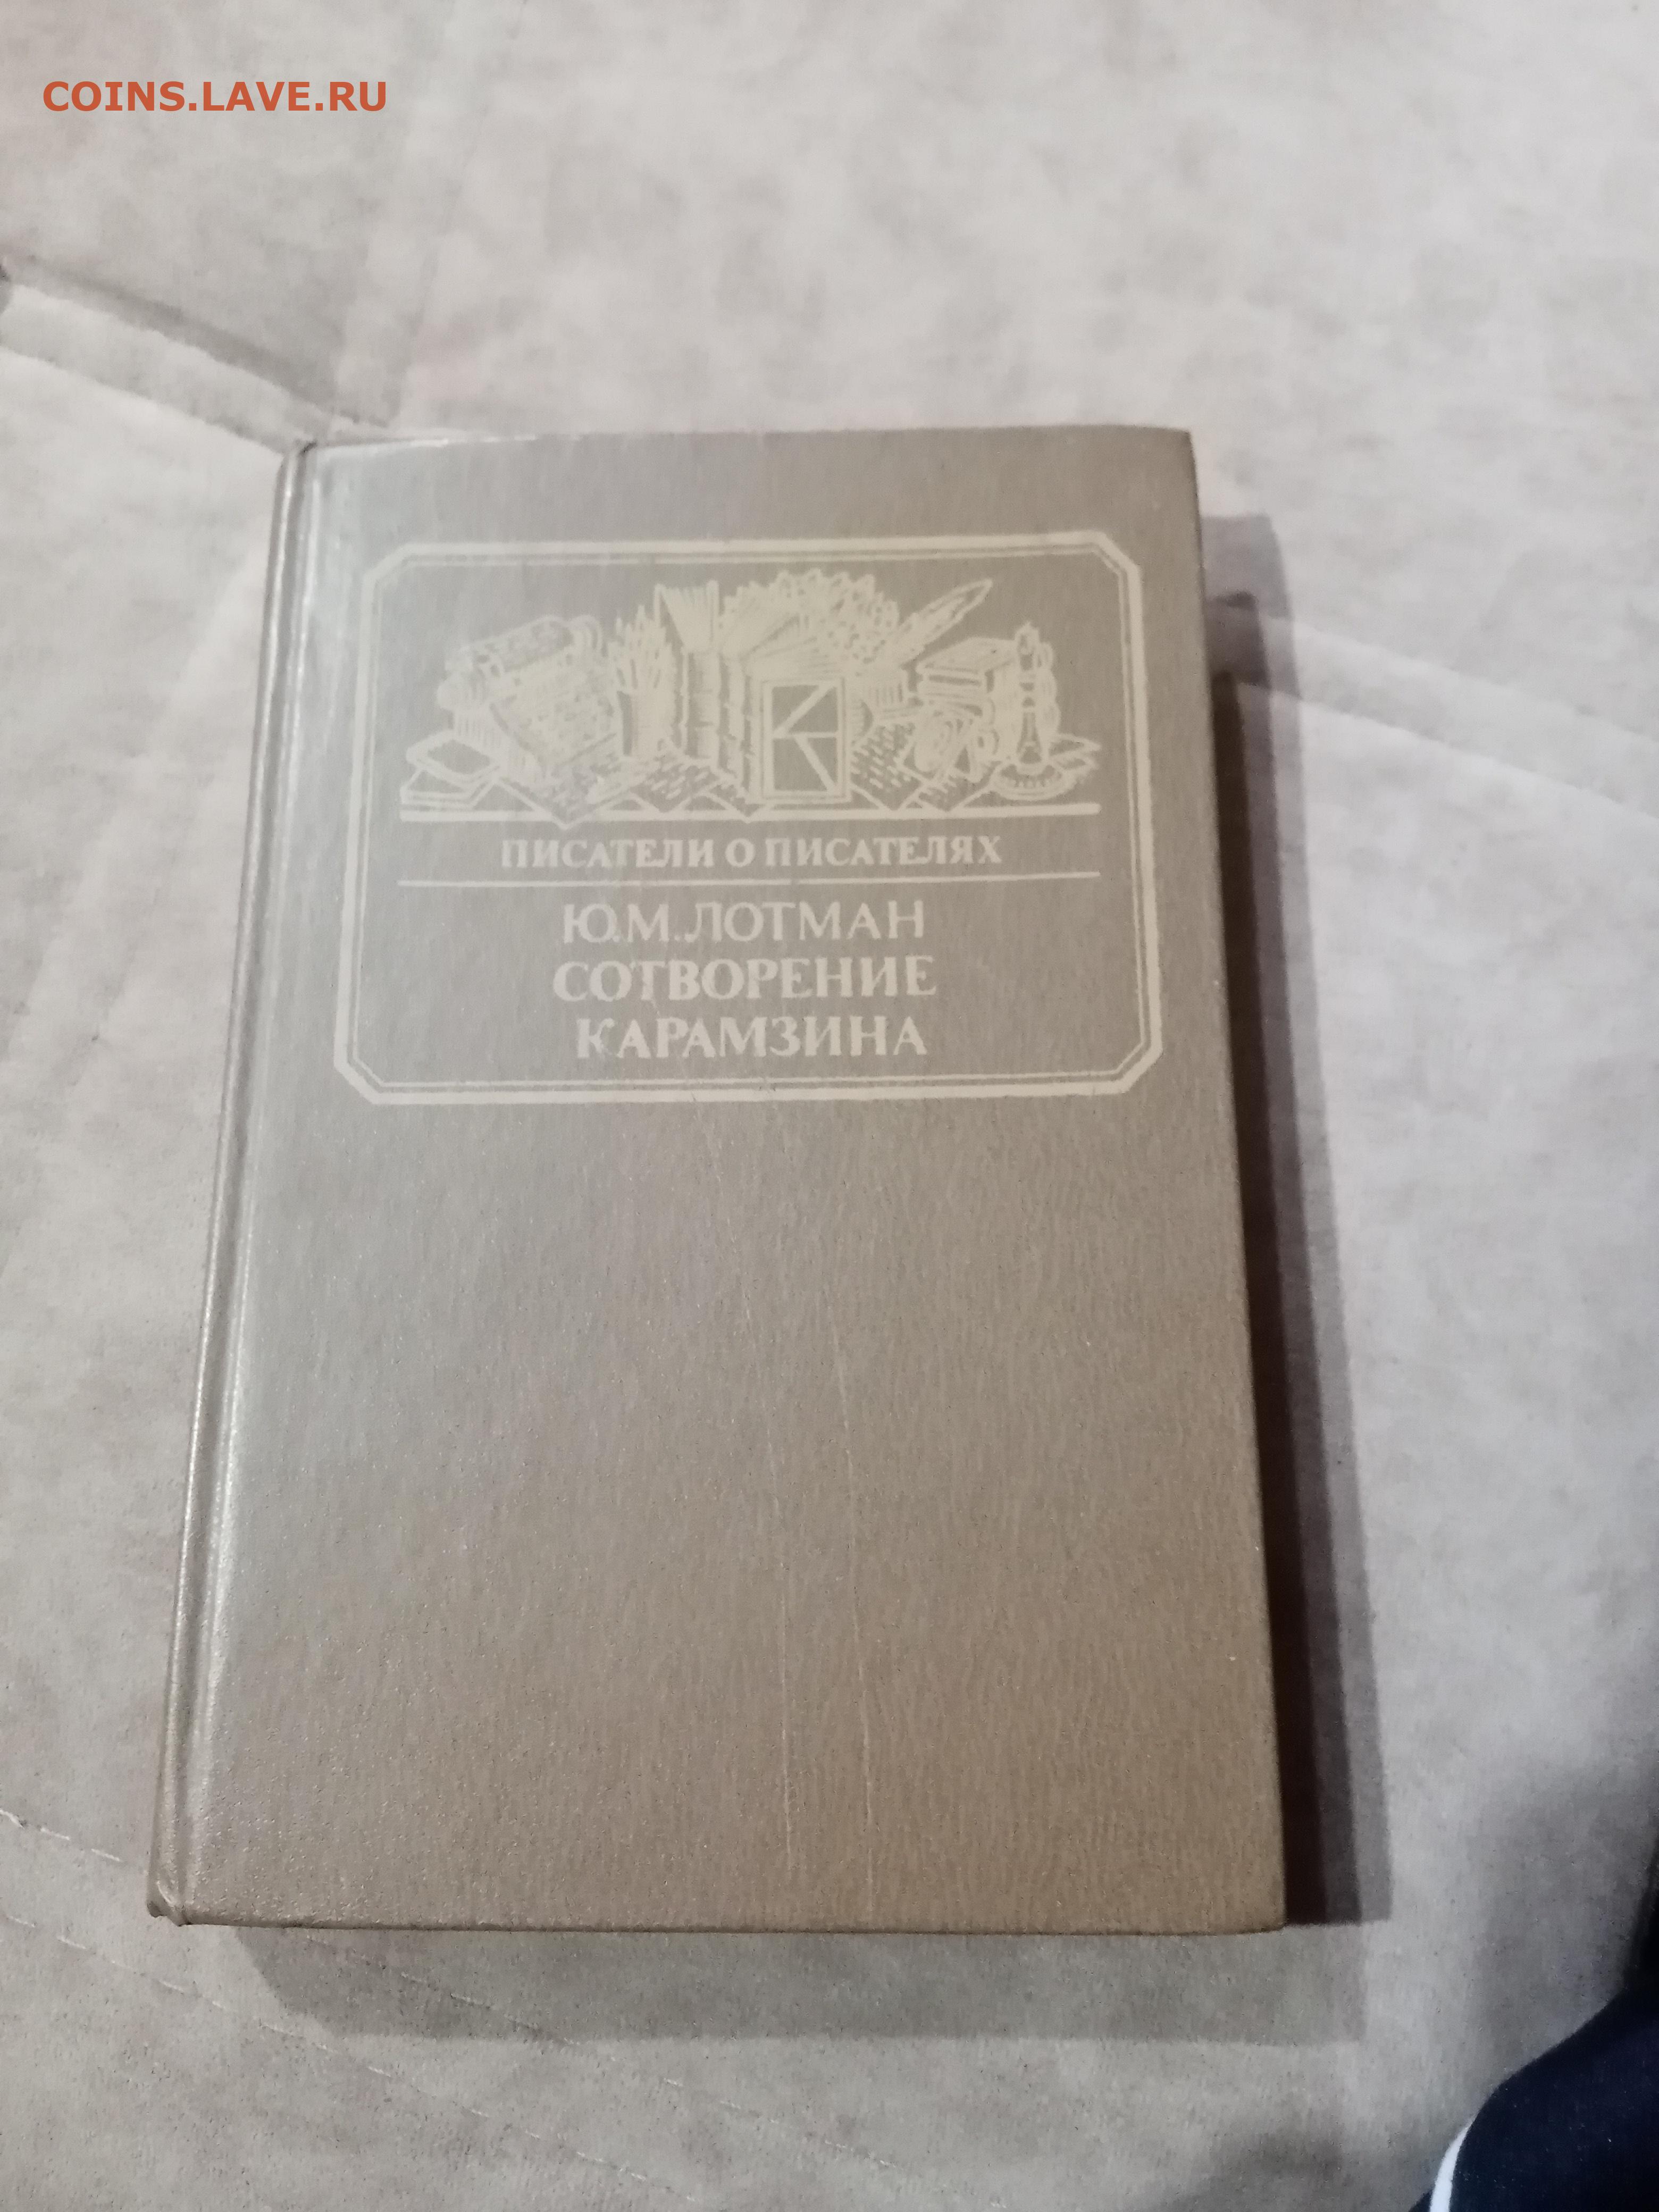 COINS.LAVE.RU
ПИСАТЕЛИ О ПИСАТЕЛЯХ
Ю.М.ЛОТМАН
СОТВОРЕНИЕ
КАРАМЗИНА